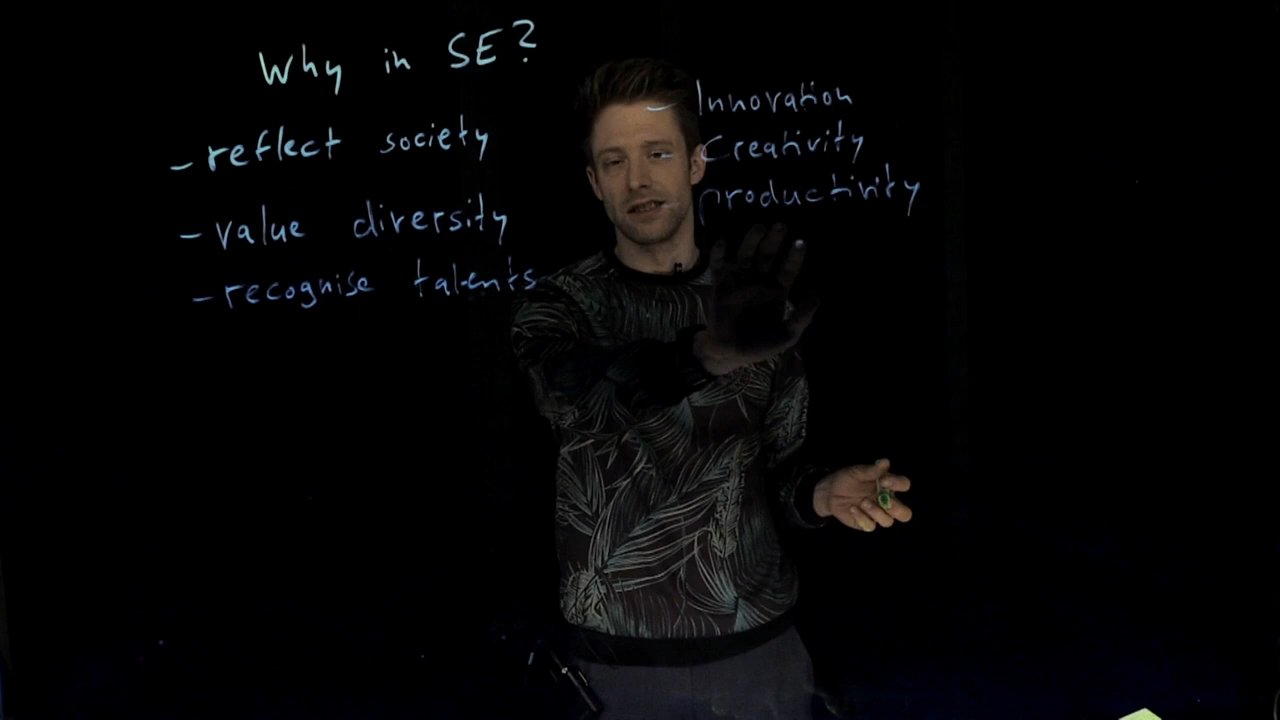 Why in SE?
- reflect society
- value diversity
- recognise talents
- Innovation
- Creativity
- productivity